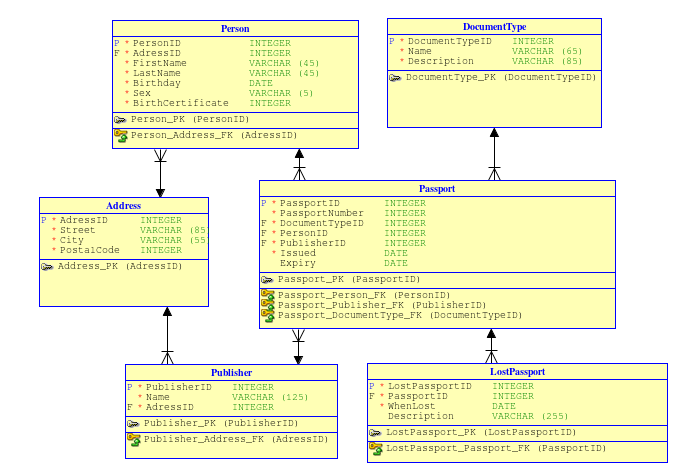 Person
P * PersonID INTEGER
F * AdressID INTEGER
* FirstName VARCHAR (45)
* LastName VARCHAR (45)
* Birthday DATE
* Sex VARCHAR (5)
* BirthCertificate INTEGER
Person_PK (PersonID)
Person_Address_FK (AdressID)
DocumentType
P * DocumentTypeID INTEGER
* Name VARCHAR (65)
* Description VARCHAR (85)
DocumentType_PK (DocumentTypeID)
Address
P * AdressID INTEGER
* Street VARCHAR (85)
* City VARCHAR (55)
* PostalCode INTEGER
Address_PK (AdressID)
Passport
P * PassportID INTEGER
* PassportNumber INTEGER
F * DocumentTypeID INTEGER
F * PersonID INTEGER
F * PublisherID INTEGER
* Issued DATE
Expiry DATE
Passport_PK (PassportID)
Passport_Person_FK (PersonID)
Passport_Publisher_FK (PublisherID)
Passport_DocumentType_FK (DocumentTypeID)
Publisher
P * PublisherID INTEGER
* Name VARCHAR (125)
F * AdressID INTEGER
Publisher_PK (PublisherID)
Publisher_Address_FK (AdressID)
LostPassport
P * LostPassportID INTEGER
F * PassportID INTEGER
* WhenLost DATE
Description VARCHAR (255)
LostPassport_PK (LostPassportID)
LostPassport_Passport_FK (PassportID)